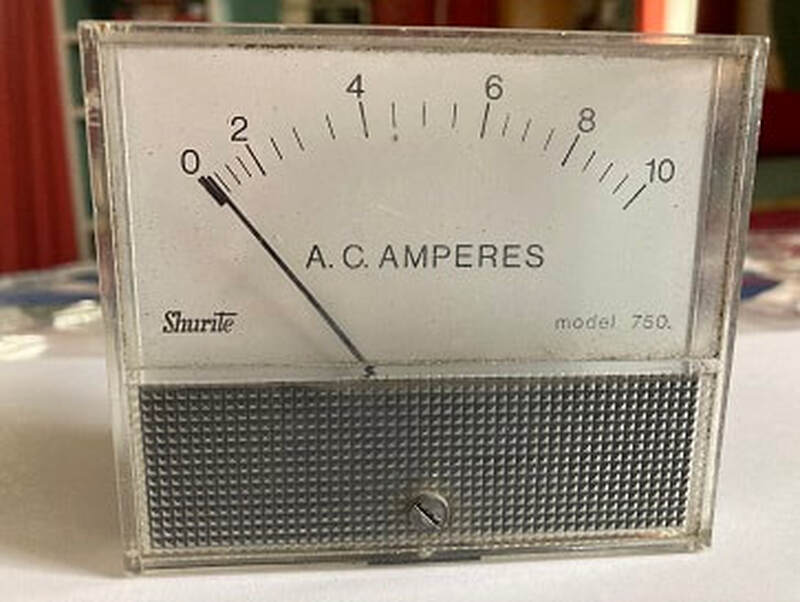 0 2 4 6 8 10
A. C. AMPERES
Shurite
model 750.